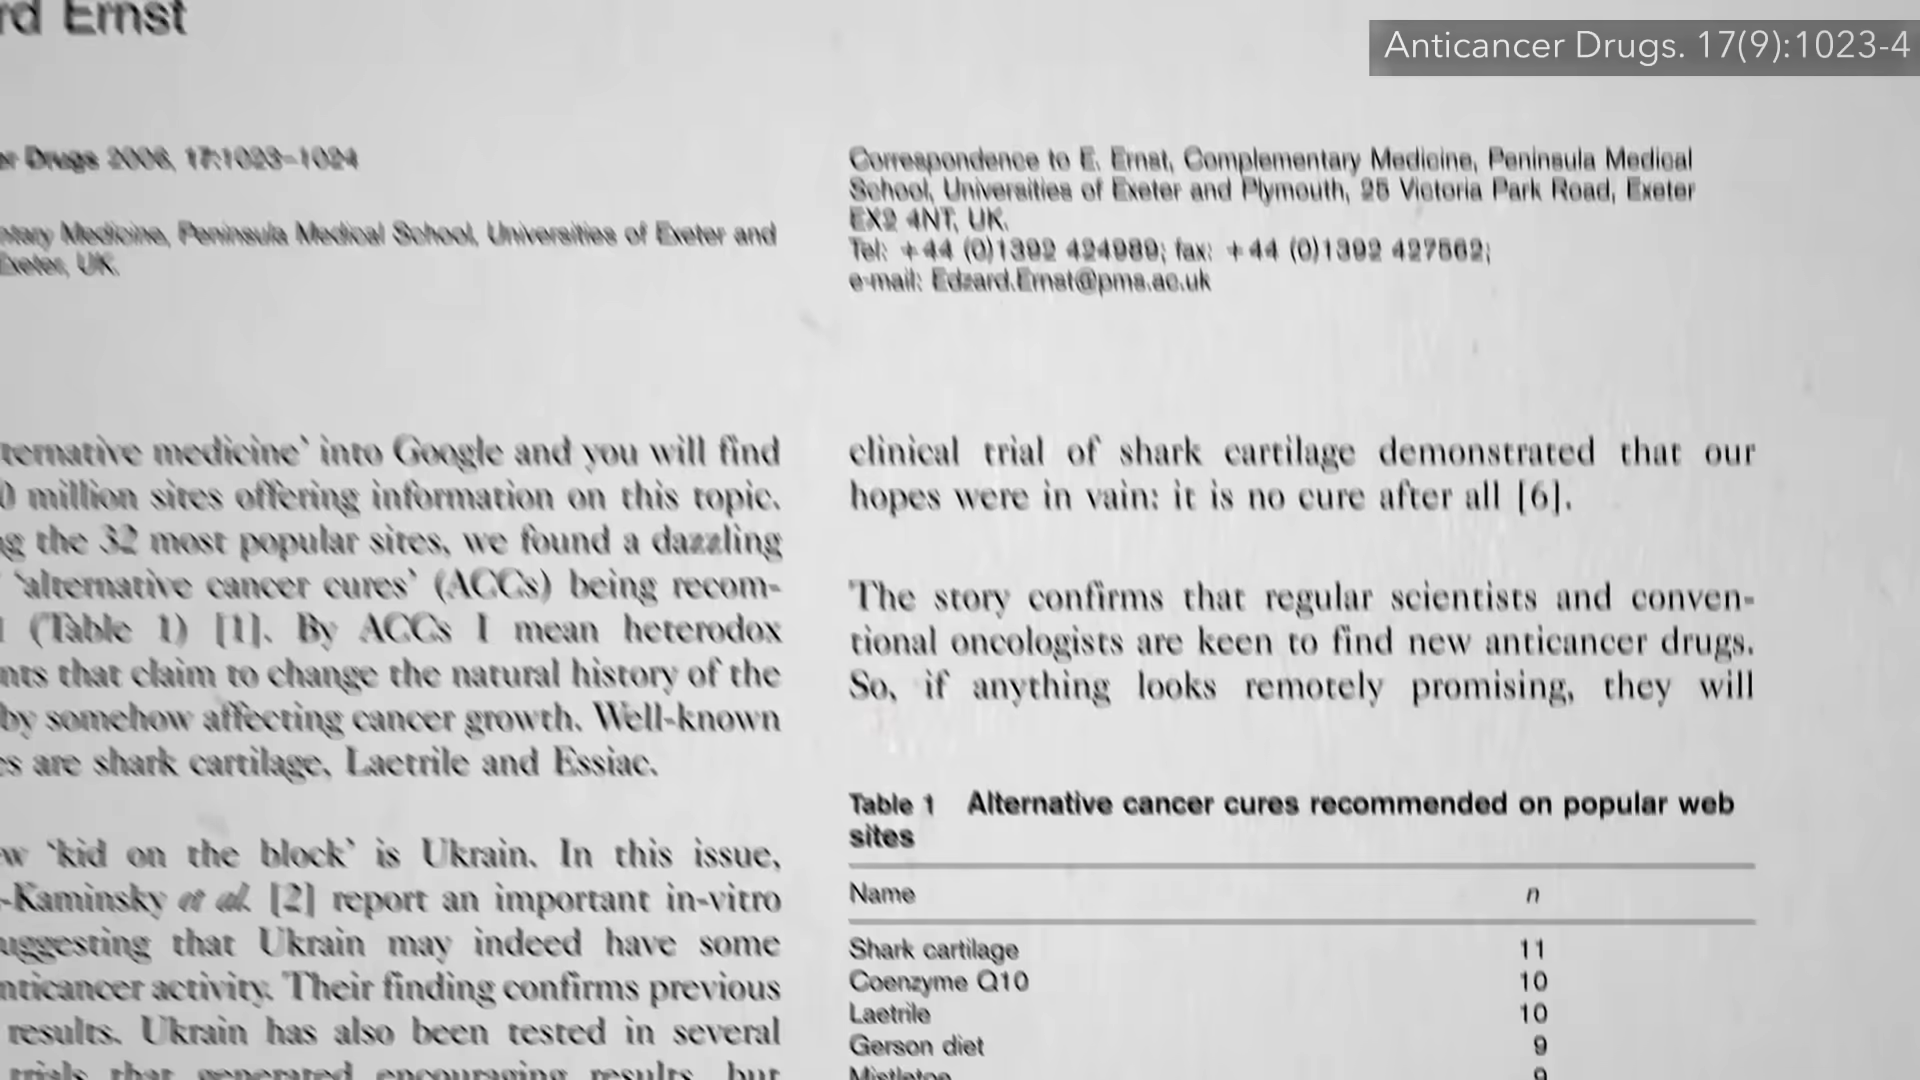 rd Ernst
Anticancer Drugs. 17(9):1023-4
er Drugs 2006, 17:1023–1024
ntary Medicine, Peninsula Medical School, Universities of Exeter and
Exeter, UK.
Correspondence to E. Ernst, Complementary Medicine, Peninsula Medical
School, Universities of Exeter and Plymouth, 25 Victoria Park Road, Exeter
EX2 4NT, UK.
Tel: +44 (0)1392 424989; fax: +44 (0)1392 427562;
e-mail: Edzard.Ernst@pms.ac.uk
ternative medicine’ into Google and you will find
0 million sites offering information on this topic.
g the 32 most popular sites, we found a dazzling
‘alternative cancer cures’ (ACCs) being recom-
(Table 1) [1]. By ACCs I mean heterodox
nts that claim to change the natural history of the
by somehow affecting cancer growth. Well-known
es are shark cartilage, Laetrile and Essiac.
w ‘kid on the block’ is Ukrain. In this issue,
-Kaminsky et al. [2] report an important in-vitro
uggesting that Ukrain may indeed have some
nticancer activity. Their finding confirms previous
results. Ukrain has also been tested in several
trials that generated encouraging results, but
clinical trial of shark cartilage demonstrated that our
hopes were in vain: it is no cure after all [6].
The story confirms that regular scientists and conven-
tional oncologists are keen to find new anticancer drugs.
So, if anything looks remotely promising, they will
Table 1 Alternative cancer cures recommended on popular web
sites
Name n
Shark cartilage 11
Coenzyme Q10 10
Laetrile 10
Gerson diet 9
Mistletoe 9